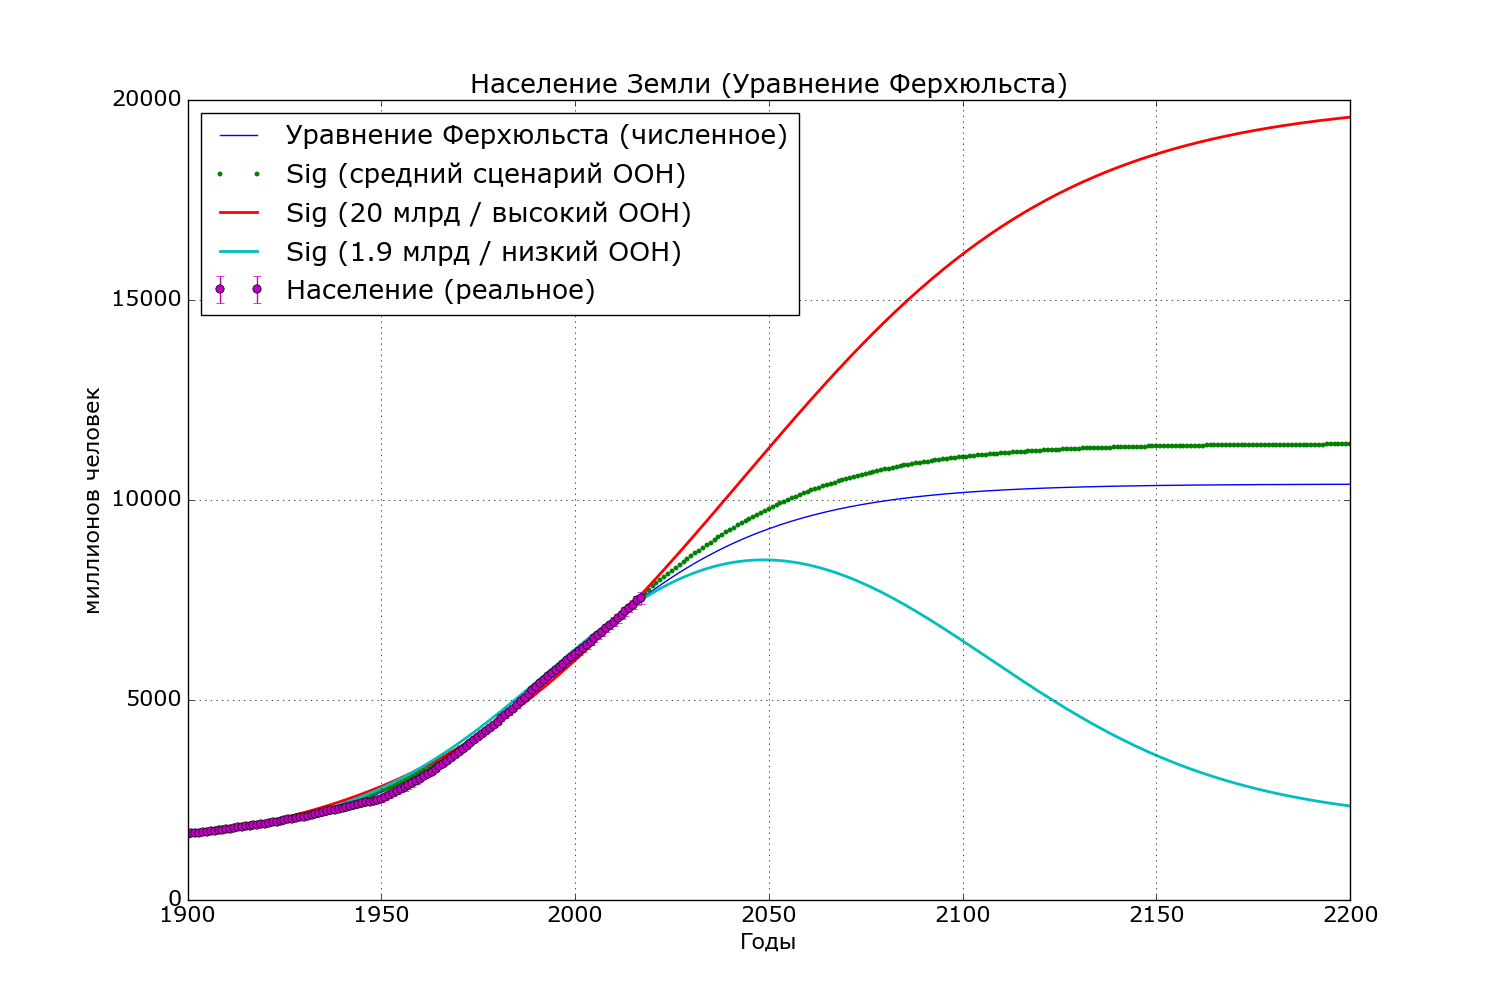 Население Земли (Уравнение Ферхюльста)
20000
Уравнение Ферхюльста (численное)
Sig (средний сценарий ООН)
Sig (20 млрд / высокий ООН)
Sig (1.9 млрд / низкий ООН)
Население (реальное)
15000
10000
5000
0
миллионов человек
1900 1950 2000 2050 2100 2150 2200
Годы